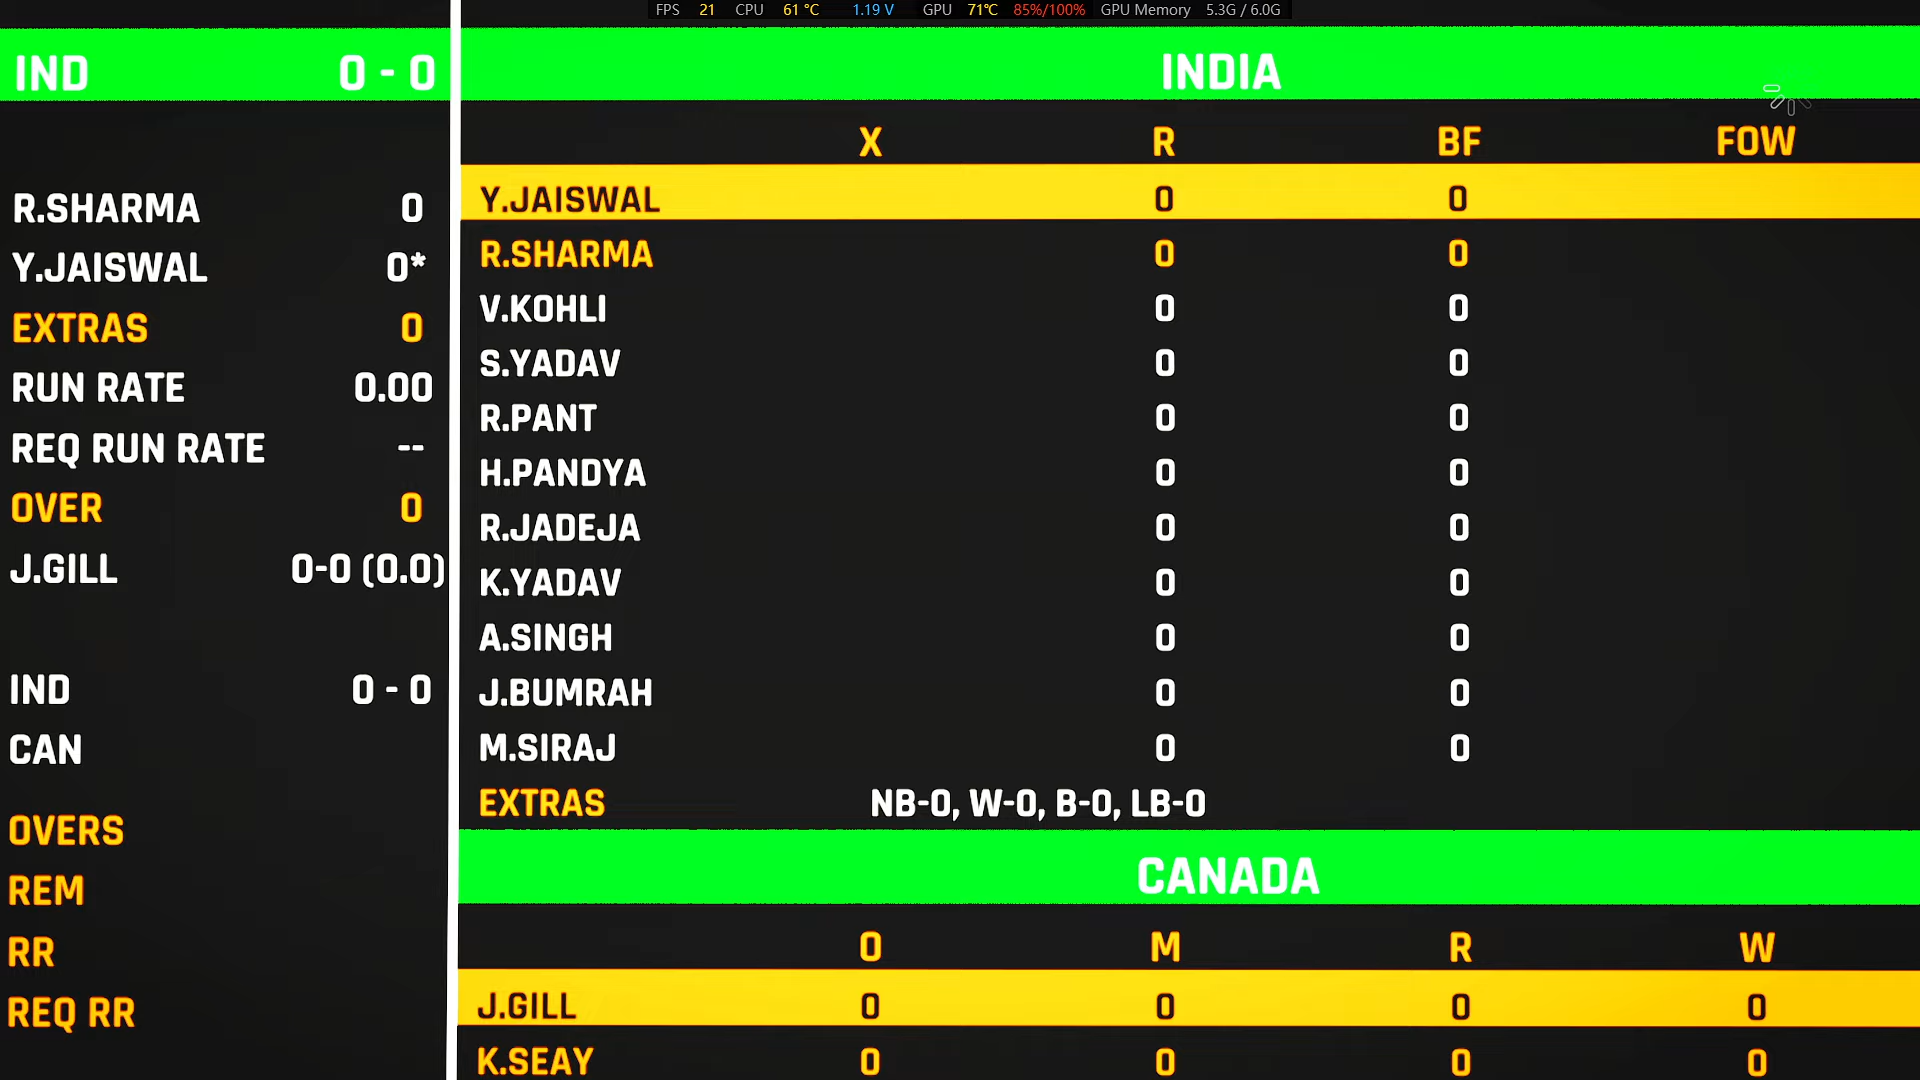 FPS 21 CPU 61 °C 1.19 V GPU 71°C 85%/100% GPU Memory 5.3G / 6.0G
IND 0 - 0
R.SHARMA 0
Y.JAISWAL 0*
EXTRAS 0
RUN RATE 0.00
REQ RUN RATE --
OVER 0
J.GILL 0-0 (0.0)
IND 0 - 0
CAN
OVERS
REM
RR
REQ RR
INDIA
X R BF FOW
Y.JAISWAL 0 0
R.SHARMA 0 0
V.KOHLI 0 0
S.YADAV 0 0
R.PANT 0 0
H.PANDYA 0 0
R.JADEJA 0 0
K.YADAV 0 0
A.SINGH 0 0
J.BUMRAH 0 0
M.SIRAJ 0 0
EXTRAS NB-0, W-0, B-0, LB-0
CANADA
O M R W
J.GILL 0 0 0 0
K.SEAY 0 0 0 0